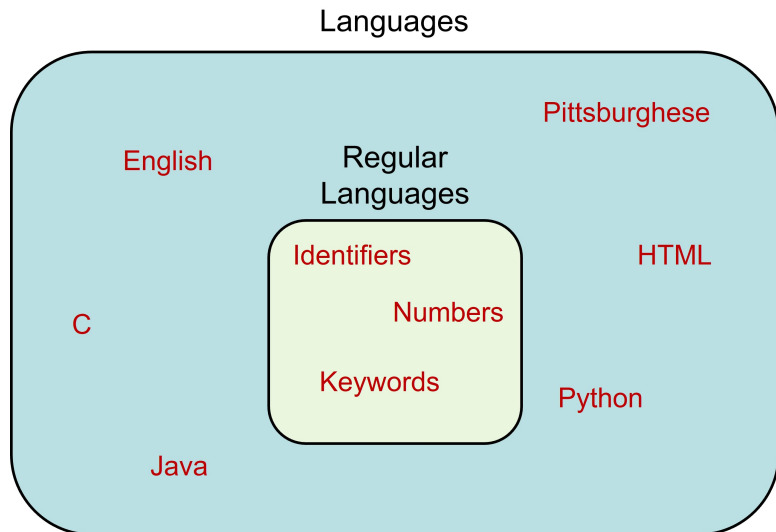 Languages
Pittsburghese
English
Regular
Languages
Identifiers
HTML
Numbers
C
Keywords
Python
Java